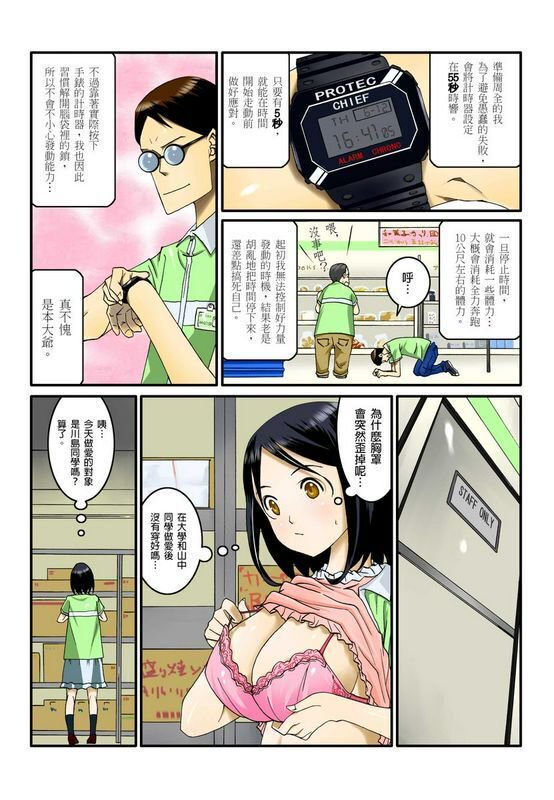 準備周全的我
為了避免愚蠢的失敗，
會將計時器設定
在55秒時響。
PROTEC
CHIEF
TH 6-12
16:41 05
ALARM CHRONO
只要有5秒，
就能在時間
開始走動前
做好應對。
不過靠著實際按下
手錶的計時器，我也因此
習慣解開腦袋裡的鎖，
所以不會不小心發動能力…
真不愧
是本大爺。
一旦停止時間，
就會消耗一些體力…
大概會消耗全力奔跑
10公尺左右的體力。
呼…
喂，
沒事吧？
起初我無法控制好力量
發動的時機，結果老是
胡亂地把時間停下來，
還差點搞死自己。
STAFF ONLY
為什麼胸罩
會突然歪掉呢…
在大學和山中
同學做愛後
沒有穿好嗎…
咦…
今天做愛的對象
是川島同學嗎？
算了。